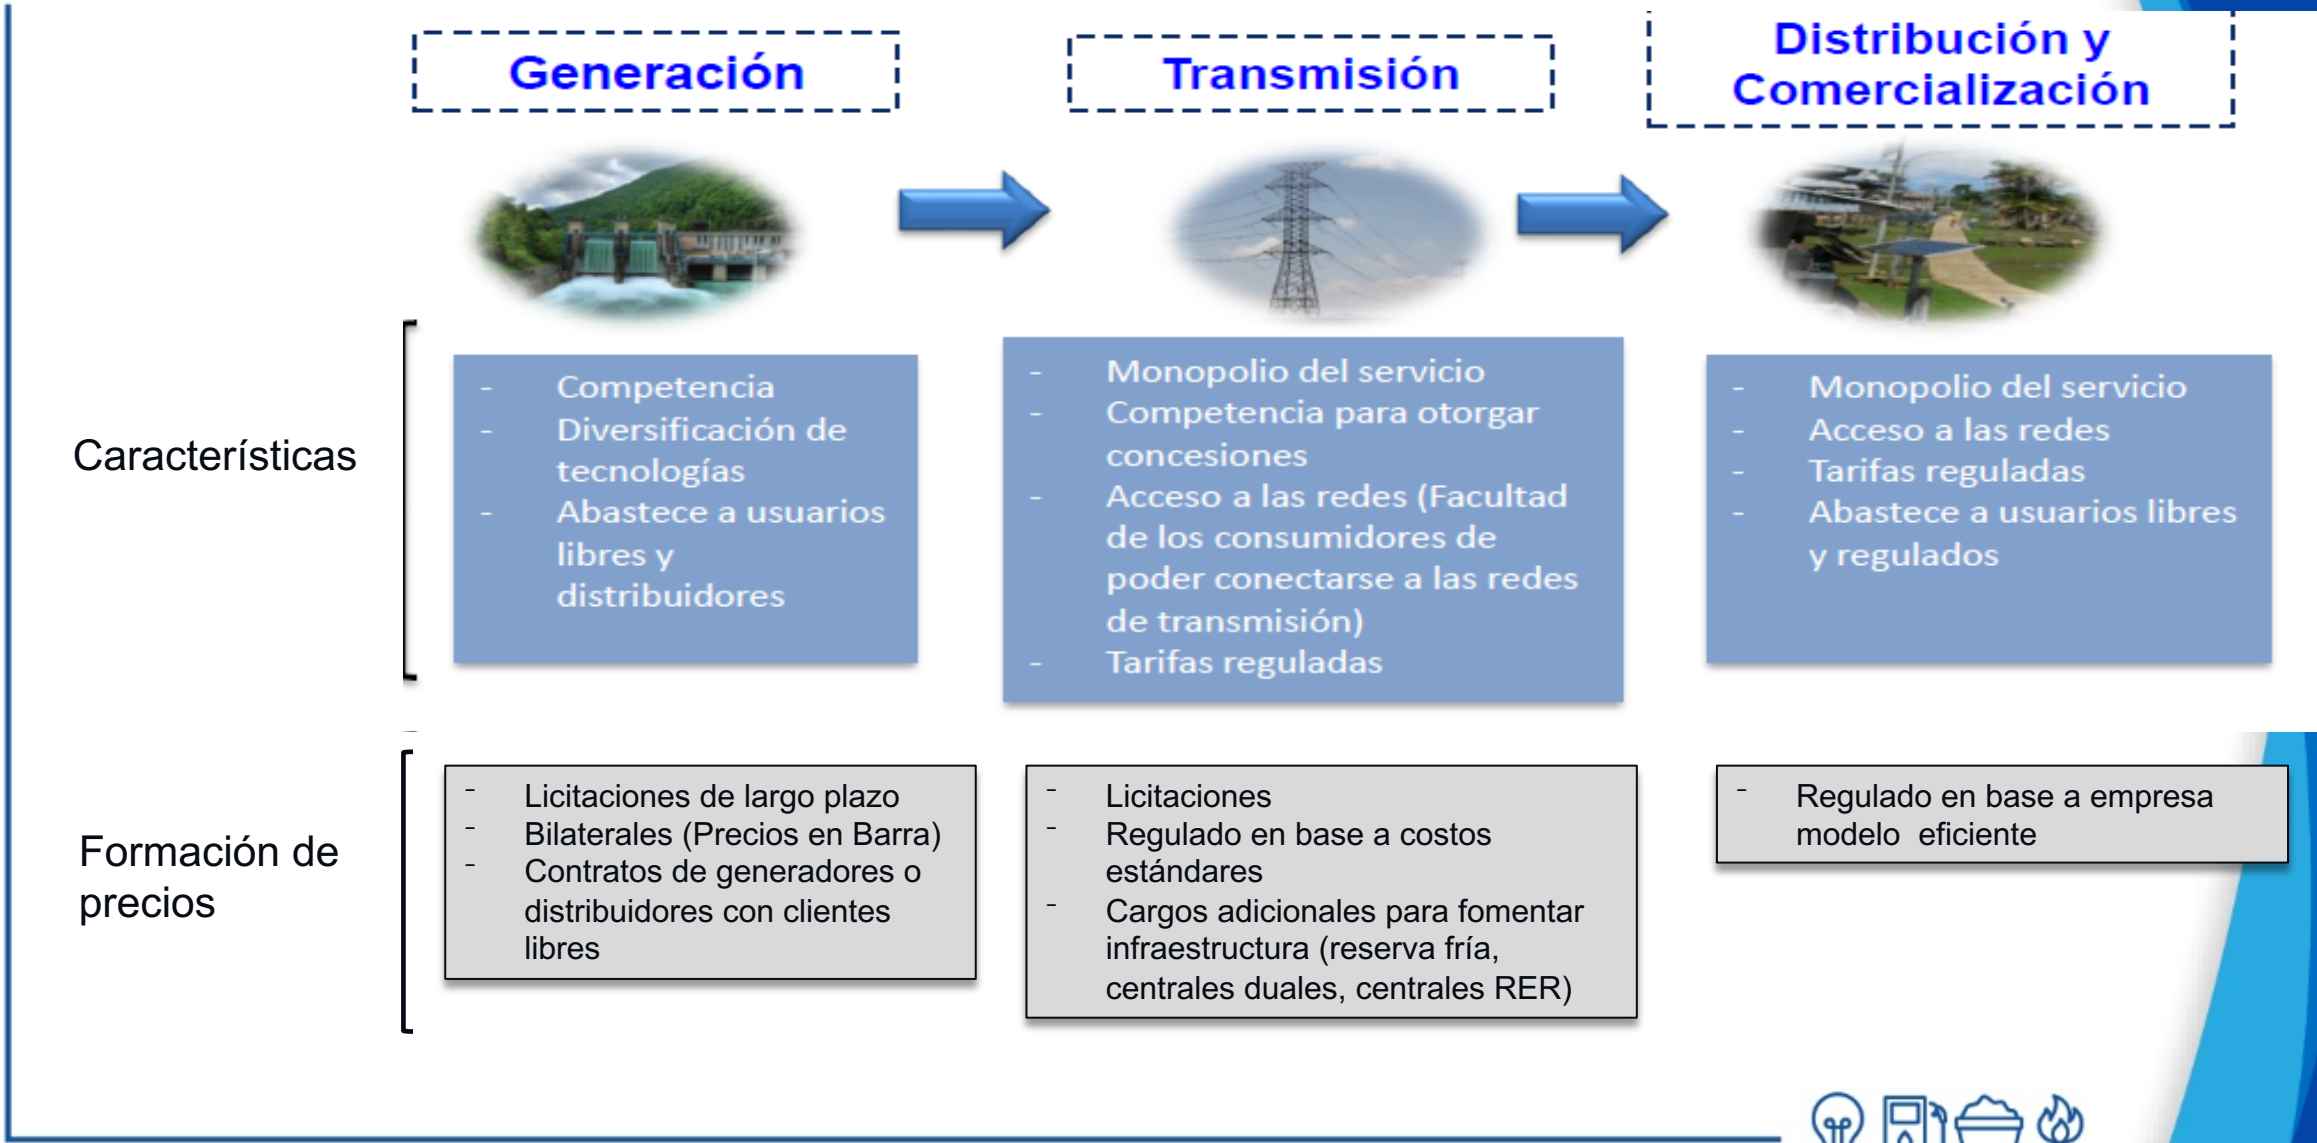 Generación
Transmisión
Distribución y
Comercialización
Características
- Competencia
- Diversificación de
tecnologías
- Abastece a usuarios
libres y
distribuidores
- Monopolio del servicio
- Competencia para otorgar
concesiones
- Acceso a las redes (Facultad
de los consumidores de
poder conectarse a las redes
de transmisión)
- Tarifas reguladas
- Monopolio del servicio
- Acceso a las redes
- Tarifas reguladas
- Abastece a usuarios libres
y regulados
Formación de
precios
- Licitaciones de largo plazo
- Bilaterales (Precios en Barra)
- Contratos de generadores o
distribuidores con clientes
libres
- Licitaciones
- Regulado en base a costos
estándares
- Cargos adicionales para fomentar
infraestructura (reserva fría,
centrales duales, centrales RER)
- Regulado en base a empresa
modelo eficiente